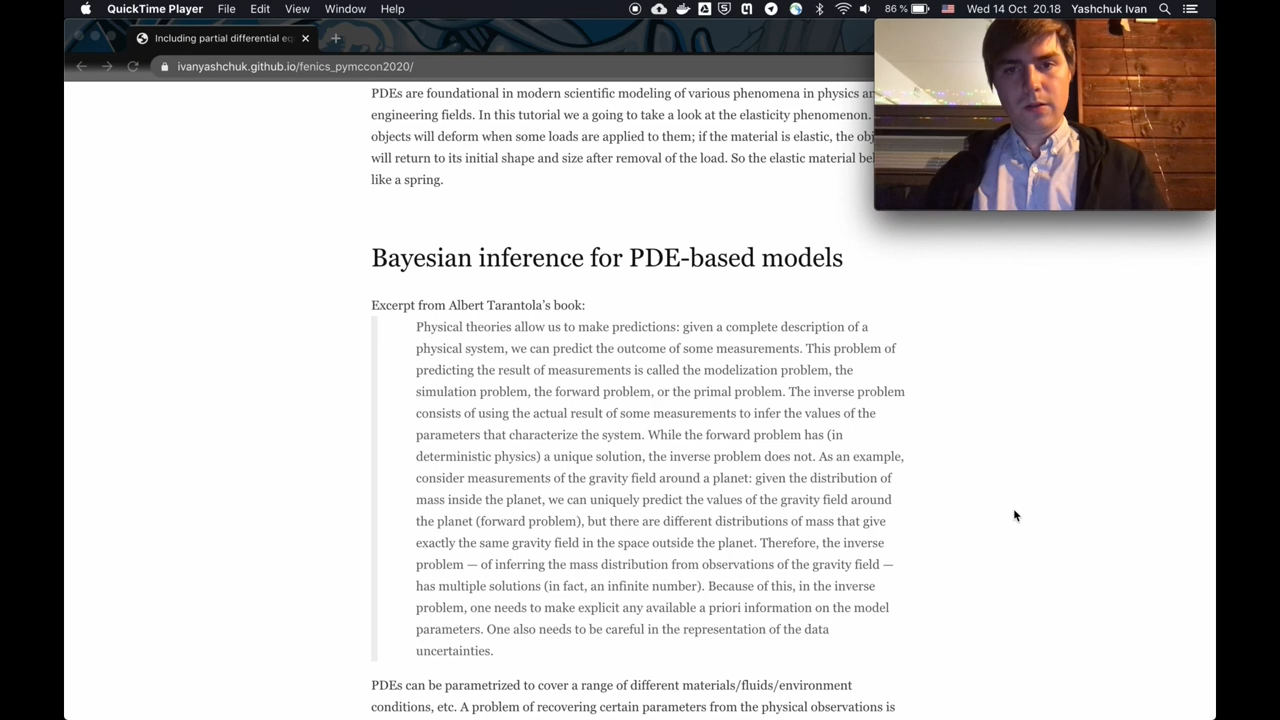 QuickTime Player File Edit View Window Help 86 % Wed 14 Oct 20.18 Yashchuk Ivan
Including partial differential eq
ivanyashchuk.github.io/fenics_pymccon2020/
PDEs are foundational in modern scientific modeling of various phenomena in physics
engineering fields. In this tutorial we a going to take a look at the elasticity phenomenon.
objects will deform when some loads are applied to them; if the material is elastic, the
will return to its initial shape and size after removal of the load. So the elastic material
like a spring.
Bayesian inference for PDE-based models
Excerpt from Albert Tarantola's book:
Physical theories allow us to make predictions: given a complete description of a
physical system, we can predict the outcome of some measurements. This problem of
predicting the result of measurements is called the modelization problem, the
simulation problem, the forward problem, or the primal problem. The inverse problem
consists of using the actual result of some measurements to infer the values of the
parameters that characterize the system. While the forward problem has (in
deterministic physics) a unique solution, the inverse problem does not. As an example,
consider measurements of the gravity field around a planet: given the distribution of
mass inside the planet, we can uniquely predict the values of the gravity field around
the planet (forward problem), but there are different distributions of mass that give
exactly the same gravity field in the space outside the planet. Therefore, the inverse
problem — of inferring the mass distribution from observations of the gravity field —
has multiple solutions (in fact, an infinite number). Because of this, in the inverse
problem, one needs to make explicit any available a priori information on the model
parameters. One also needs to be careful in the representation of the data
uncertainties.
PDEs can be parametrized to cover a range of different materials/fluids/environment
conditions, etc. A problem of recovering certain parameters from the physical observations is